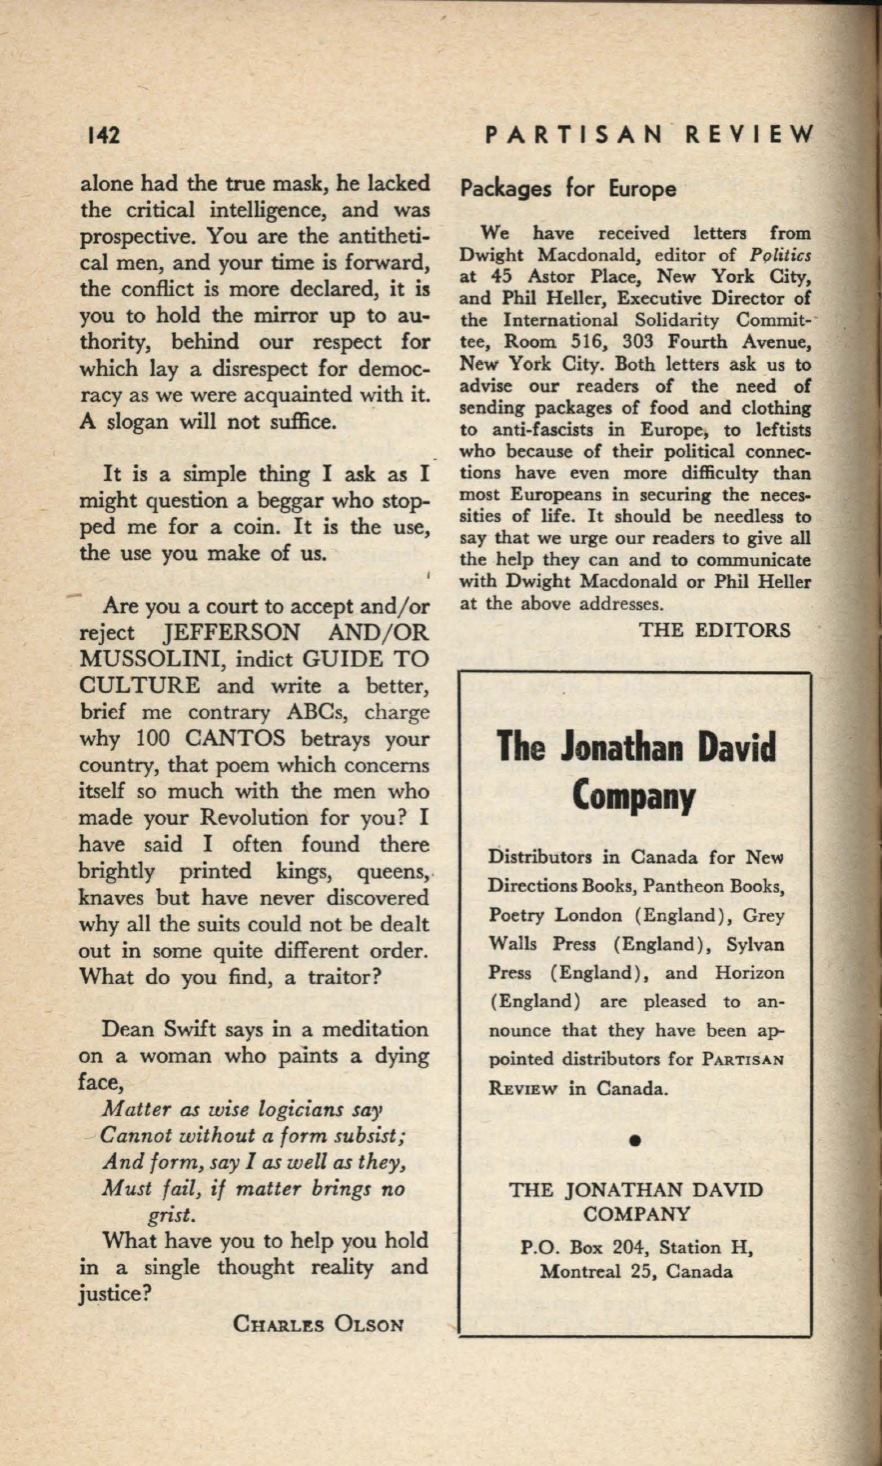 142
PARTISAN REVIEW
alone had the true mask, he lacked
the critical intelligence, and was
prospective. You are the antitheti-
cal men, and your time is forward,
the conflict is more declared, it is
you to hold the mirror up to au-
thority, behind our respect for
which lay a disrespect for democ-
racy as we were acquainted with it.
A slogan will not suffice.
It is a simple thing I ask as I
might question a beggar who stop-
ped me for a coin. It is the use,
the use you make of us.
Are you a court to accept and/or
reject JEFFERSON AND/OR
MUSSOLINI, indict GUIDE TO
CULTURE and write a better,
brief me contrary ABCs, charge
why 100 CANTOS betrays your
country, that poem which concerns
itself so much with the men who
made your Revolution for you? I
have said I often found there
brightly printed kings, queens,
knaves but have never discovered
why all the suits could not be dealt
out in some quite different order.
What do you find, a traitor?
Dean Swift says in a meditation
on a woman who paints a dying
face,
Matter as wise logicians say
Cannot without a form subsist;
And form, say I as well as they,
Must fail, if matter brings no
grist.
What have you to help you hold
in a single thought reality and
justice?
CHARLES OLSON
Packages for Europe
We have received letters from
Dwight Macdonald, editor of Politics
at 45 Astor Place, New York City,
and Phil Heller, Executive Director of
the International Solidarity Commit-
tee, Room 516, 303 Fourth Avenue,
New York City. Both letters ask us to
advise our readers of the need of
sending packages of food and clothing
to anti-fascists in Europe, to leftists
who because of their political connec-
tions have even more difficulty than
most Europeans in securing the neces-
sities of life. It should be needless to
say that we urge our readers to give all
the help they can and to communicate
with Dwight Macdonald or Phil Heller
at the above addresses.
THE EDITORS
The Jonathan David
Company
Distributors in Canada for New
Directions Books, Pantheon Books,
Poetry London (England), Grey
Walls Press (England), Sylvan
Press (England), and Horizon
(England) are pleased to an-
nounce that they have been ap-
pointed distributors for PARTISAN
REVIEW in Canada.
●
THE JONATHAN DAVID
COMPANY
P.O. Box 204, Station H,
Montreal 25, Canada